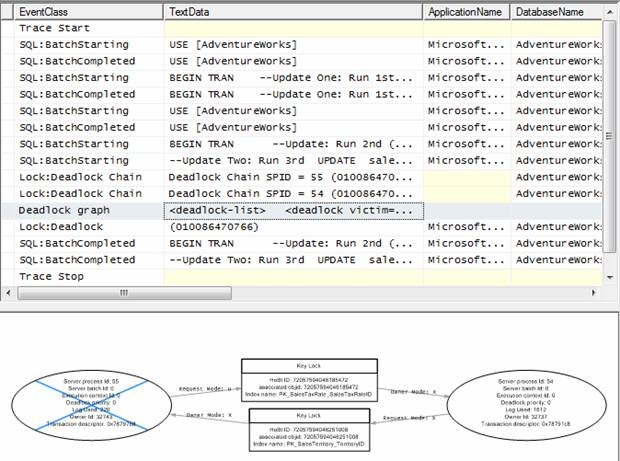 EventClass TextData ApplicationName DatabaseName
Trace Start
SQL:BatchStarting USE [AdventureWorks] Microsoft... AdventureWork
SQL:BatchCompleted USE [AdventureWorks] Microsoft... AdventureWork
SQL:BatchStarting BEGIN TRAN --Update One: Run 1st... Microsoft... AdventureWork
SQL:BatchCompleted BEGIN TRAN --Update One: Run 1st... Microsoft... AdventureWork
SQL:BatchStarting USE [AdventureWorks] Microsoft... AdventureWork
SQL:BatchCompleted USE [AdventureWorks] Microsoft... AdventureWork
SQL:BatchStarting BEGIN TRAN --Update: Run 2nd (... Microsoft... AdventureWork
SQL:BatchStarting --Update Two: Run 3rd UPDATE sale... Microsoft... AdventureWork
Lock:Deadlock Chain Deadlock Chain SPID = 55 (010086470... AdventureWork
Lock:Deadlock Chain Deadlock Chain SPID = 54 (010086470... AdventureWork
Deadlock graph <deadlock-list> <deadlock victim=...
Lock:Deadlock (010086470766) Microsoft... AdventureWork
SQL:BatchCompleted BEGIN TRAN --Update: Run 2nd (... Microsoft... AdventureWork
SQL:BatchCompleted --Update Two: Run 3rd UPDATE sale... Microsoft... AdventureWork
Trace Stop
Server process Id: 55
Server batch Id: 0
Execution context Id: 0
Deadlock priority: 0
Log Used: 228
Owner Id: 32743
Transaction descriptor:
Request Mode: U
Owner Mode: X
Key Lock
HoBt ID: 72057594046185472
associated objid: 72057594046185472
Index name: PK_SalesTaxRate_SalesTaxRateID
Key Lock
HoBt ID: 72057594046251008
associated objid: 72057594046251008
Index name: PK_SalesTerritory_TerritoryID
Owner Mode: X
Request Mode: X
Server process Id: 54
Server batch Id: 0
Execution context Id: 0
Deadlock priority: 0
Log Used: 1612
Owner Id: 32737
Transaction descriptor: 0x78791c8